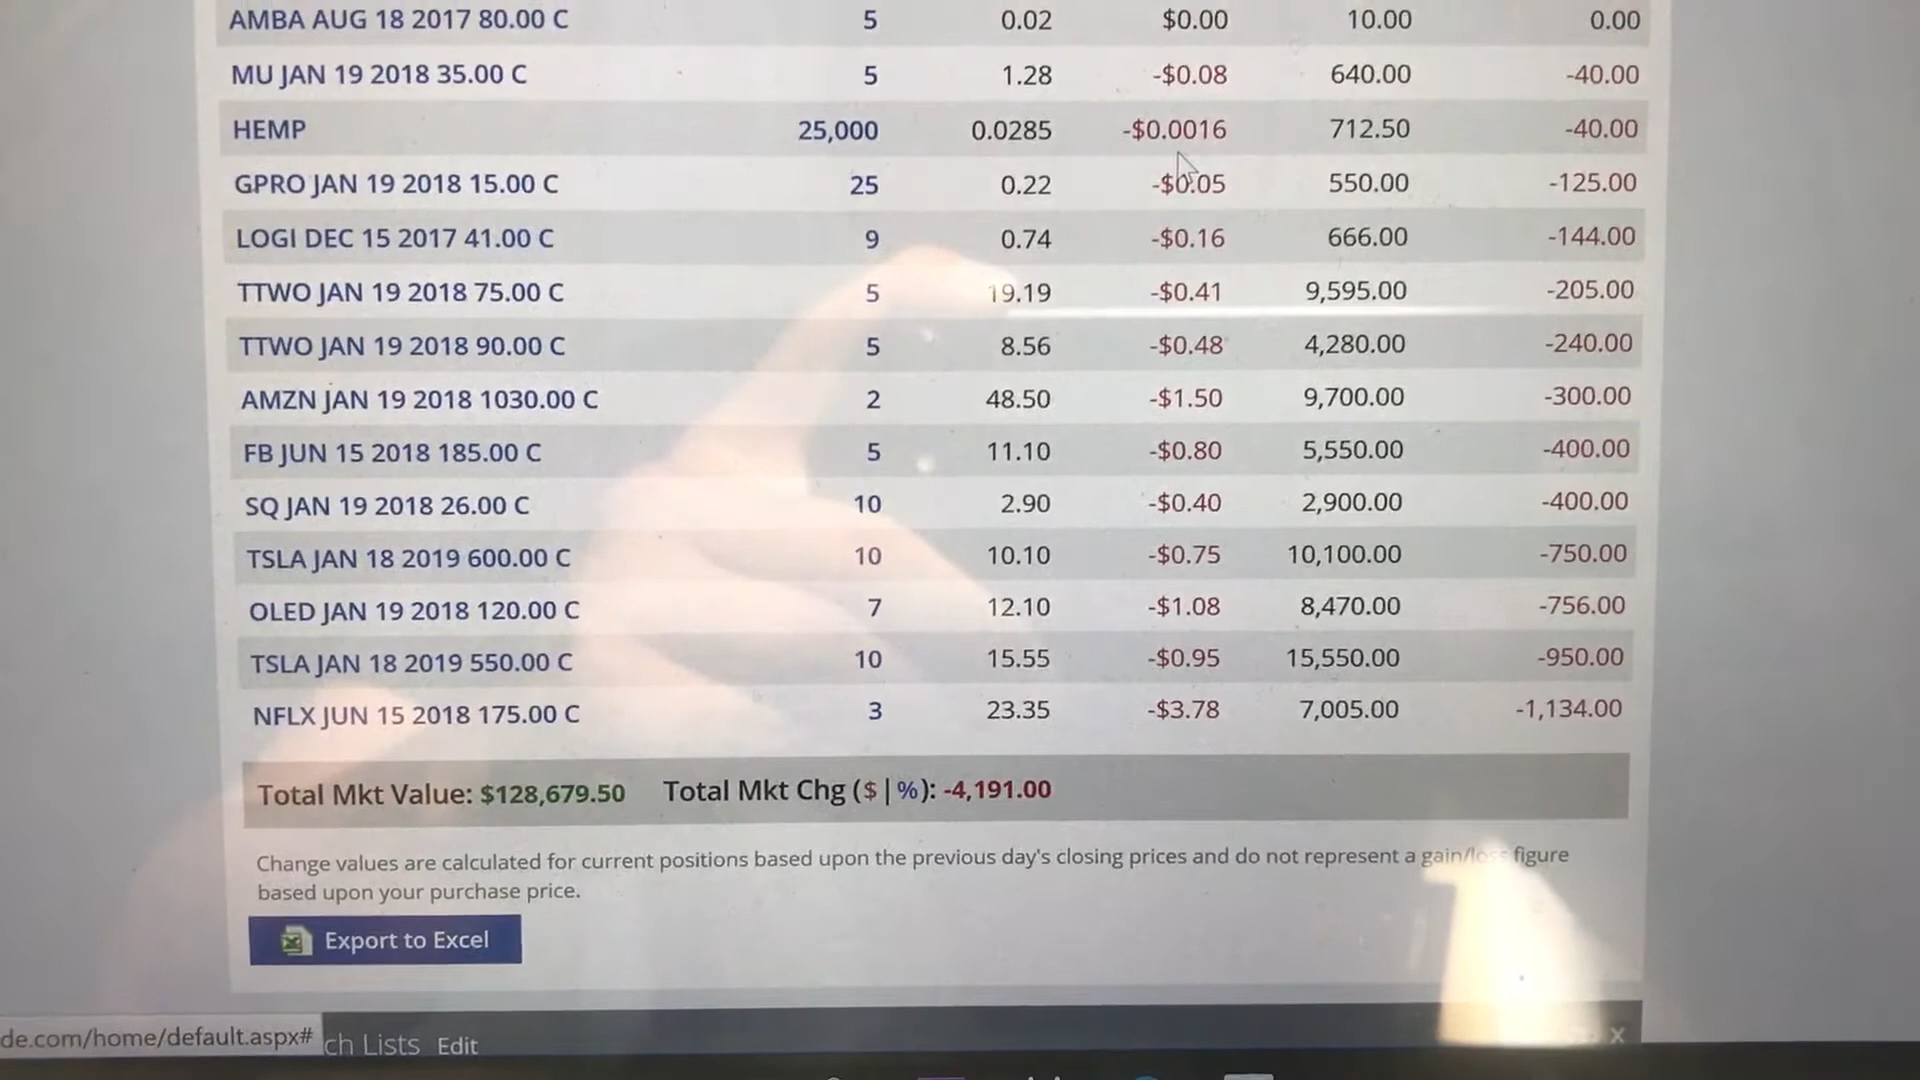 AMBA AUG 18 2017 80.00 C 5 0.02 $0.00 10.00 0.00
MU JAN 19 2018 35.00 C 5 1.28 -$0.08 640.00 -40.00
HEMP 25,000 0.0285 -$0.0016 712.50 -40.00
GPRO JAN 19 2018 15.00 C 25 0.22 -$0.05 550.00 -125.00
LOGI DEC 15 2017 41.00 C 9 0.74 -$0.16 666.00 -144.00
TTWO JAN 19 2018 75.00 C 5 19.19 -$0.41 9,595.00 -205.00
TTWO JAN 19 2018 90.00 C 5 8.56 -$0.48 4,280.00 -240.00
AMZN JAN 19 2018 1030.00 C 2 48.50 -$1.50 9,700.00 -300.00
FB JUN 15 2018 185.00 C 5 11.10 -$0.80 5,550.00 -400.00
SQ JAN 19 2018 26.00 C 10 2.90 -$0.40 2,900.00 -400.00
TSLA JAN 18 2019 600.00 C 10 10.10 -$0.75 10,100.00 -750.00
OLED JAN 19 2018 120.00 C 7 12.10 -$1.08 8,470.00 -756.00
TSLA JAN 18 2019 550.00 C 10 15.55 -$0.95 15,550.00 -950.00
NFLX JUN 15 2018 175.00 C 3 23.35 -$3.78 7,005.00 -1,134.00
Total Mkt Value: $128,679.50 Total Mkt Chg ($ | %): -4,191.00
Change values are calculated for current positions based upon the previous day's closing prices and do not represent a gain/loss figure
based upon your purchase price.
Export to Excel
de.com/home/default.aspx# ch Lists Edit X